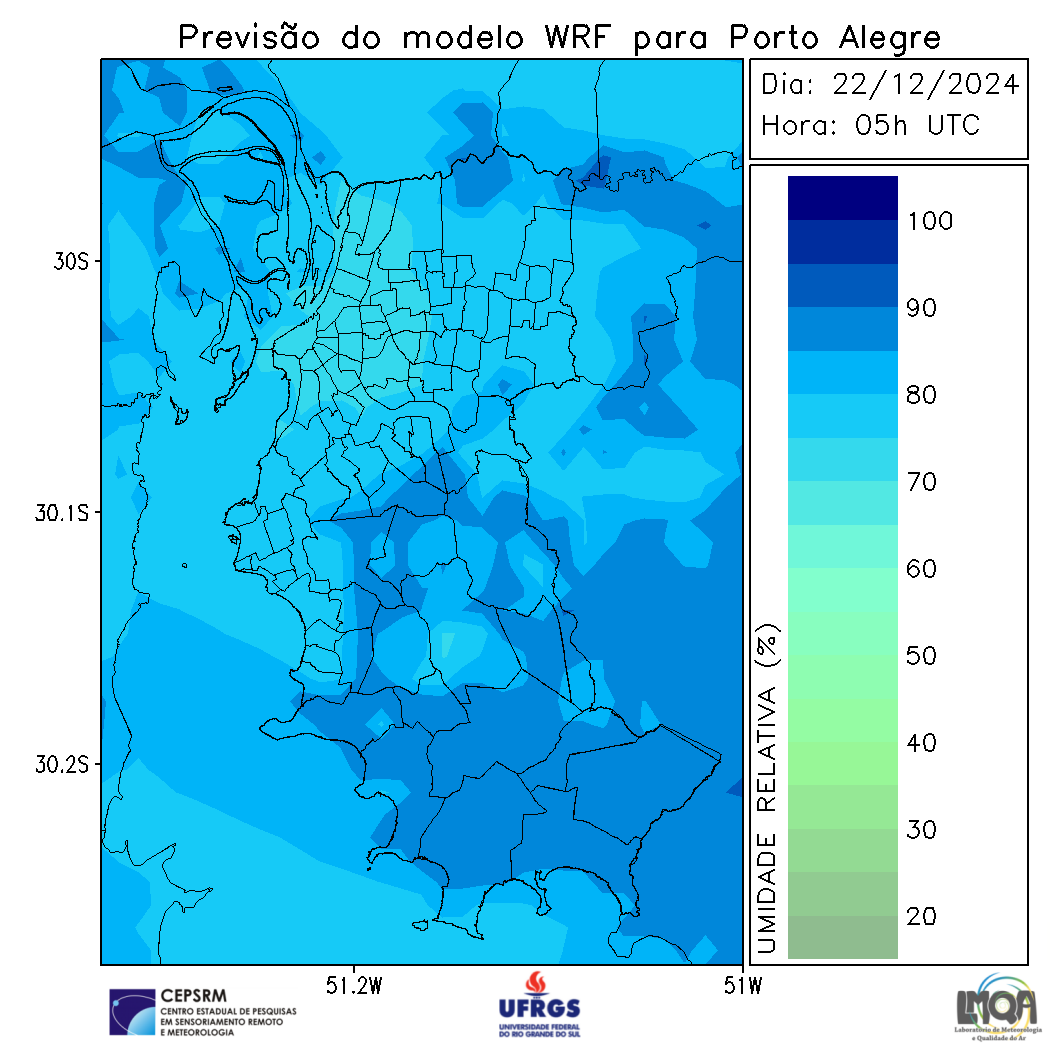 Previsão do modelo WRF para Porto Alegre
Dia: 22/12/2024
Hora: 05h UTC
30S
30.1S
30.2S
51.2W
51W
100
90
80
70
60
50
40
30
20
UMIDADE RELATIVA (%)
CEPSRM
CENTRO ESTADUAL DE PESQUISAS
EM SENSORIAMENTO REMOTO
E METEOROLOGIA
UFRGS
UNIVERSIDADE FEDERAL
DO RIO GRANDE DO SUL
LMQA
Laboratório de Meteorologia
e Qualidade do Ar